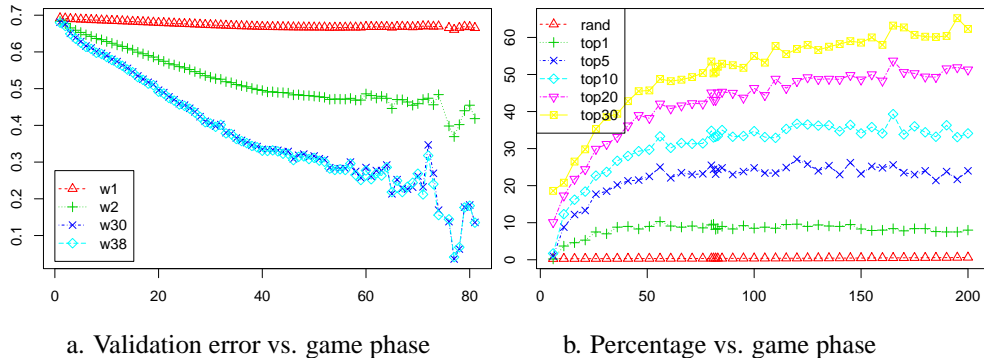 0.7
0.6
0.5
0.4
0.3
0.2
0.1
w1
w2
w30
w38
0 20 40 60 80
a. Validation error vs. game phase
60
50
40
30
20
10
0
rand
top1
top5
top10
top20
top30
0 50 100 150 200
b. Percentage vs. game phase